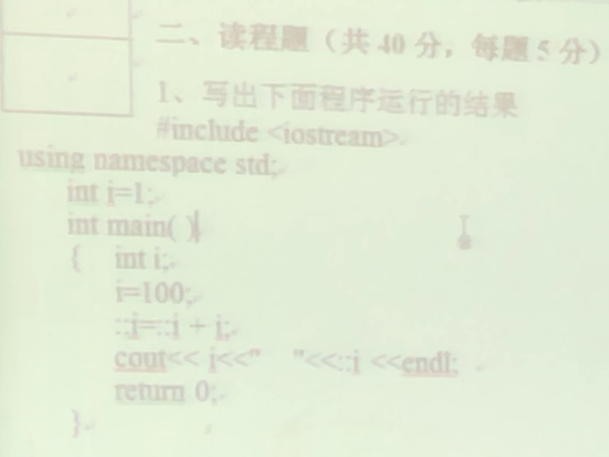 二、读程题（共 40 分，每题 5 分）
1、写出下面程序运行的结果
#include <iostream>
using namespace std;
int i=1;
int main( )
{ int i;
i=100;
::i=::i + i;
cout<< i<<" "<<::i <<endl;
return 0;
}